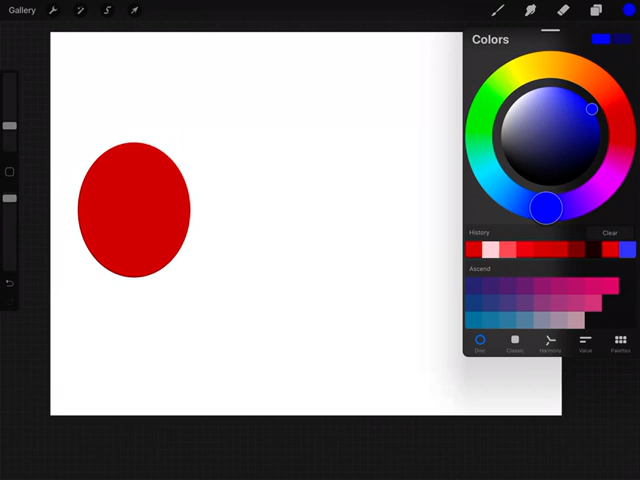 Gallery
Colors
History Clear
Ascend
Disc Classic Harmony Value Palettes